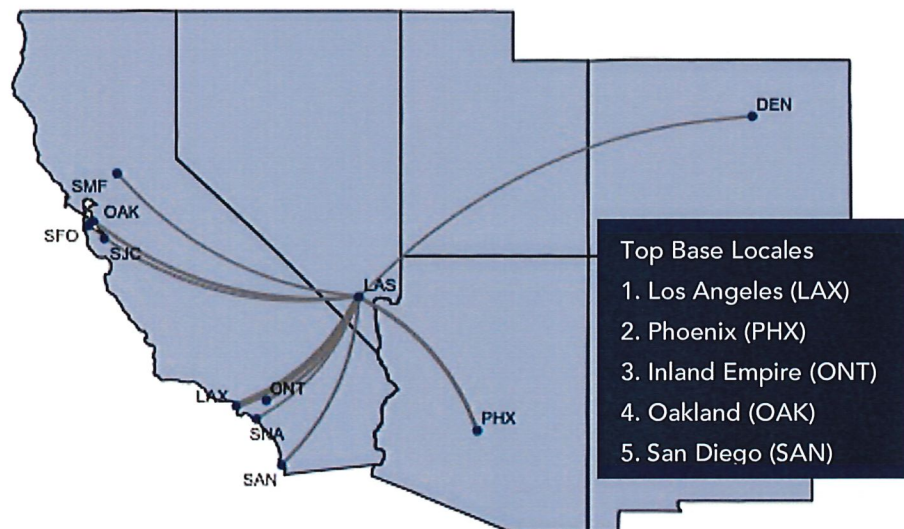 DEN
SMF
OAK
SFO
SJC
LAS
Top Base Locales
1. Los Angeles (LAX)
2. Phoenix (PHX)
3. Inland Empire (ONT)
4. Oakland (OAK)
5. San Diego (SAN)
LAX
ONT
SNA
PHX
SAN